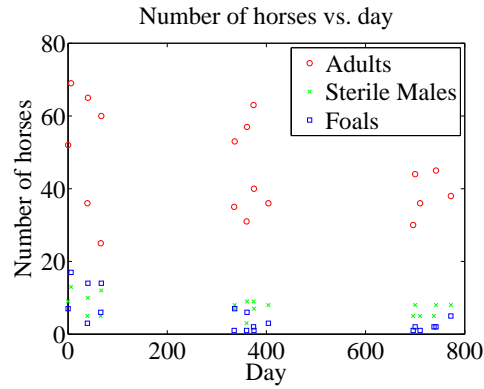 Number of horses vs. day
80
60
40
20
0
Number of horses
Adults
Sterile Males
Foals
0 200 400 600 800
Day